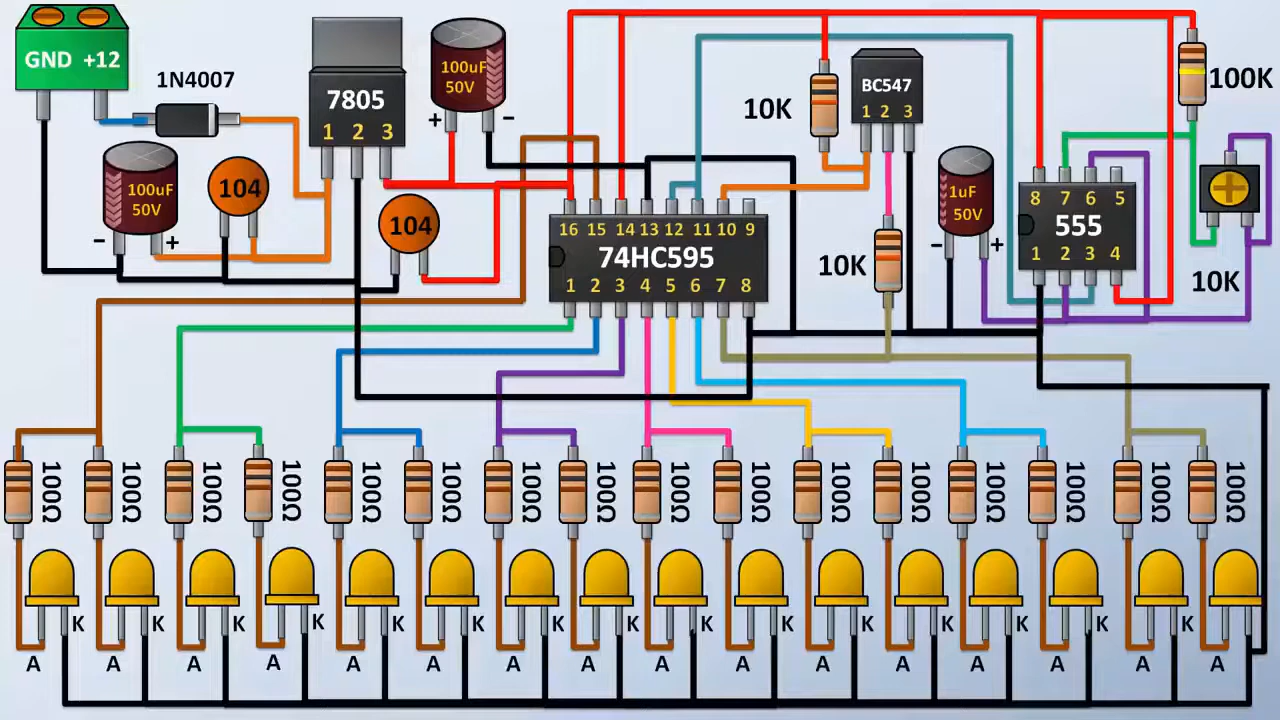 GND +12
1N4007
7805
1 2 3
100uF
50V
+ -
10K
BC547
1 2 3
100K
100uF
50V
- +
104
104
1uF
50V
- +
10K
8 7 6 5
555
1 2 3 4
10K
16 15 14 13 12 11 10 9
74HC595
1 2 3 4 5 6 7 8
100Ω 100Ω 100Ω 100Ω 100Ω 100Ω 100Ω 100Ω 100Ω 100Ω 100Ω 100Ω 100Ω 100Ω 100Ω 100Ω
K K K K K K K K K K K K K K K
A A A A A A A A A A A A A A A A